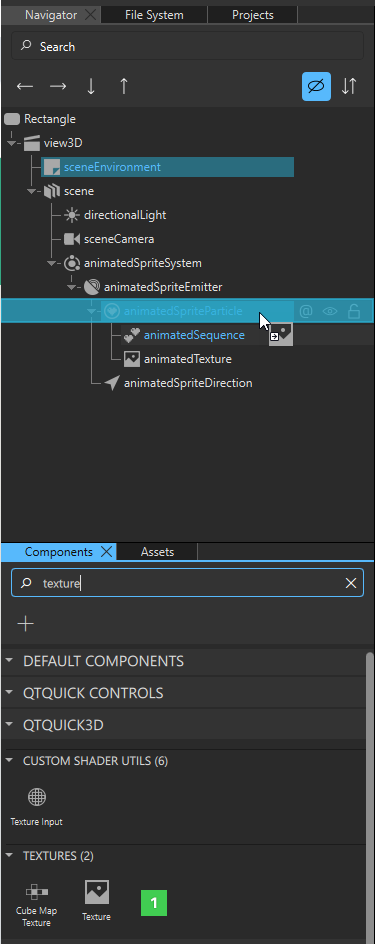 Navigator File System Projects
Search
Rectangle
view3D
sceneEnvironment
scene
directionalLight
sceneCamera
animatedSpriteSystem
animatedSpriteEmitter
animatedSpriteParticle
animatedSequence
animatedTexture
animatedSpriteDirection
Components Assets
texture
DEFAULT COMPONENTS
QTQUICK CONTROLS
QTQUICK3D
CUSTOM SHADER UTILS (6)
Texture Input
TEXTURES (2)
Cube Map
Texture
Texture
1